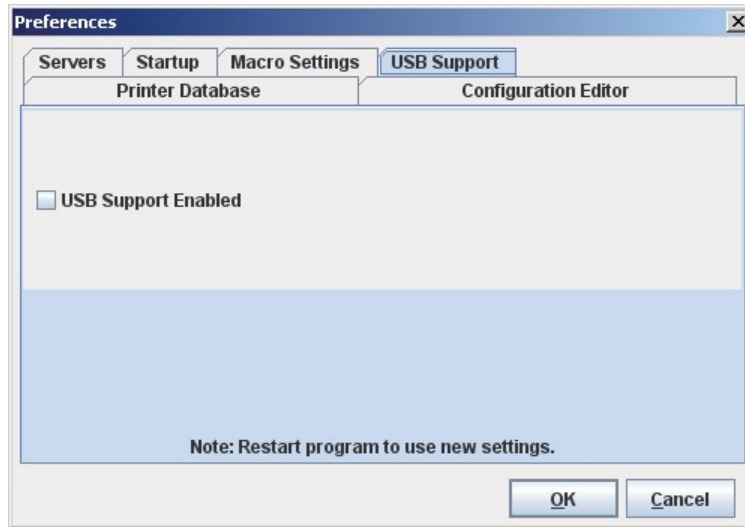 Preferences
Servers Startup Macro Settings USB Support
Printer Database Configuration Editor
USB Support Enabled
Note: Restart program to use new settings.
OK Cancel